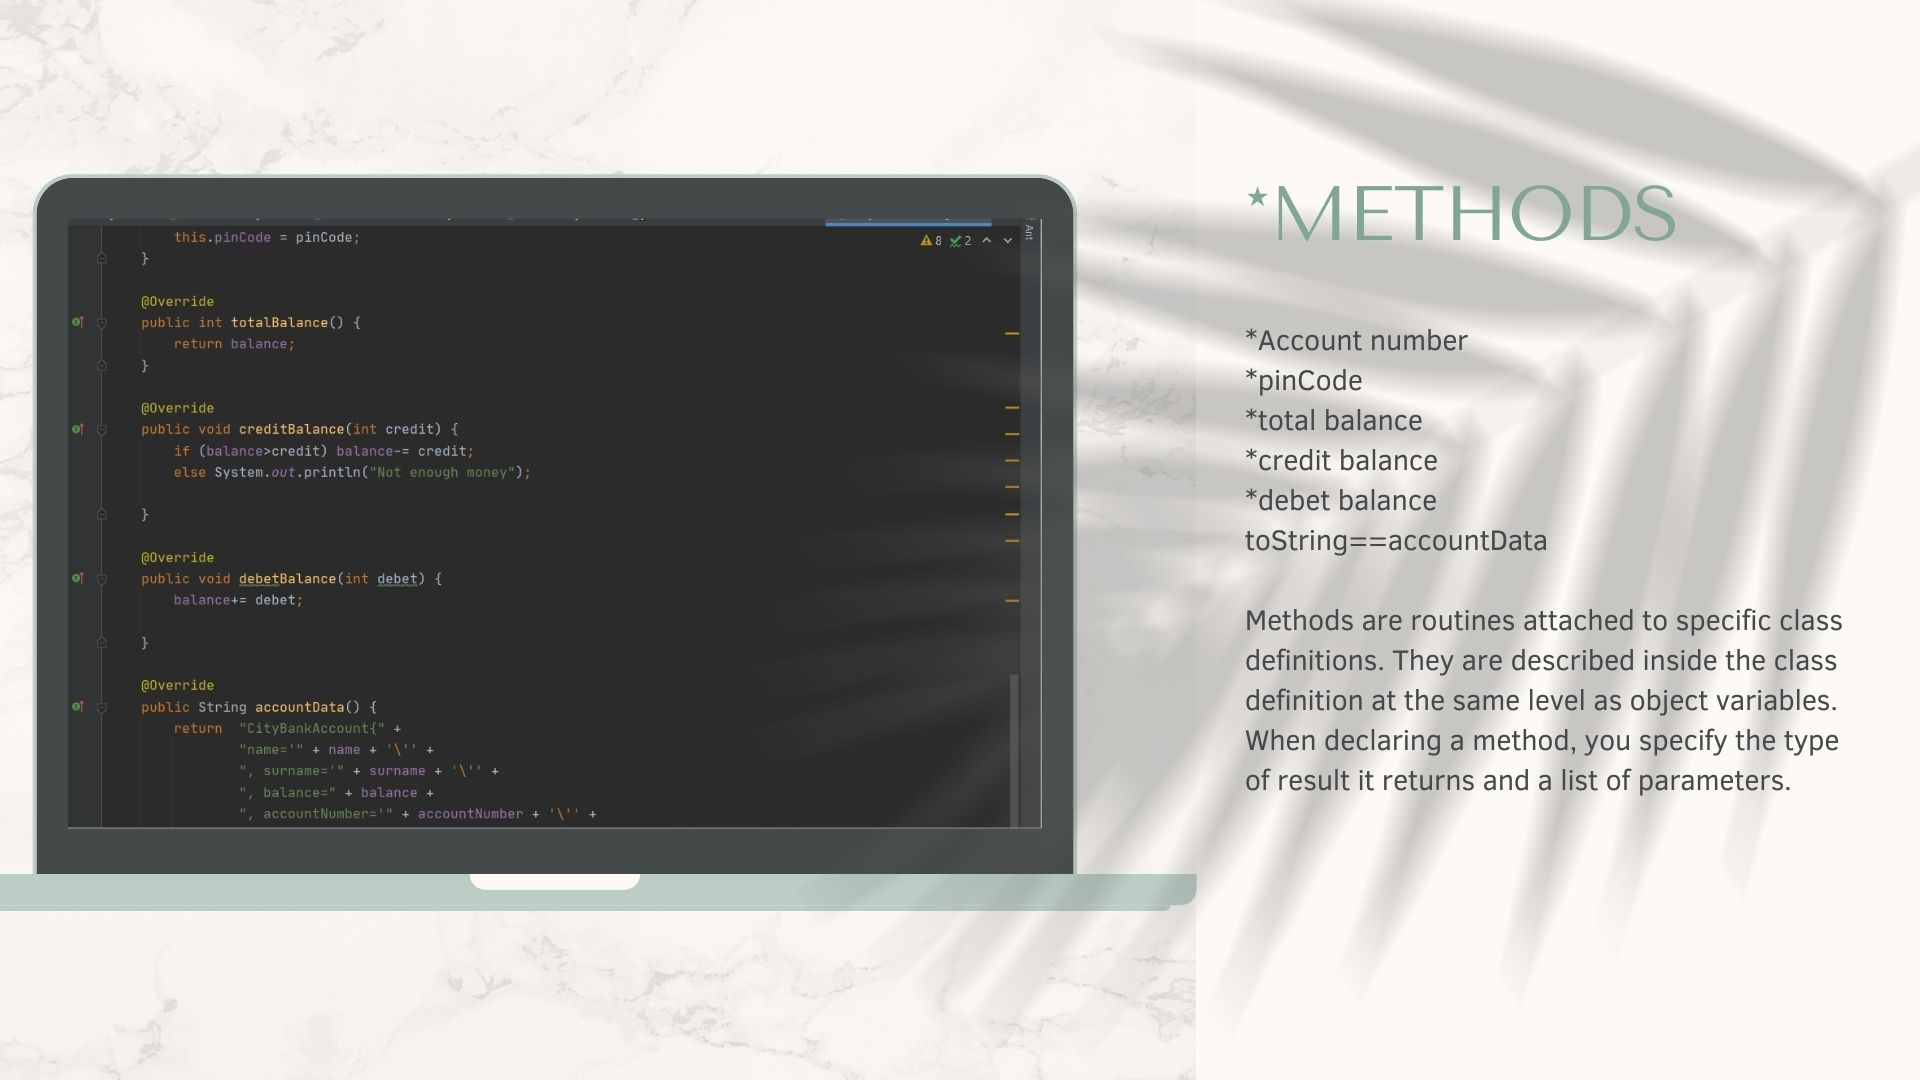 this.pinCode = pinCode;
}
@Override
public int totalBalance() {
return balance;
}
@Override
public void creditBalance(int credit) {
if (balance>credit) balance-= credit;
else System.out.println("Not enough money");
}
@Override
public void debetBalance(int debet) {
balance+= debet;
}
@Override
public String accountData() {
return "CityBankAccount{" +
"name='" + name + '\'' +
", surname='" + surname + '\'' +
", balance=" + balance +
", accountNumber='" + accountNumber + '\'' +
8 2
Ant
*METHODS
*Account number
*pinCode
*total balance
*credit balance
*debet balance
toString==accountData
Methods are routines attached to specific class
definitions. They are described inside the class
definition at the same level as object variables.
When declaring a method, you specify the type
of result it returns and a list of parameters.